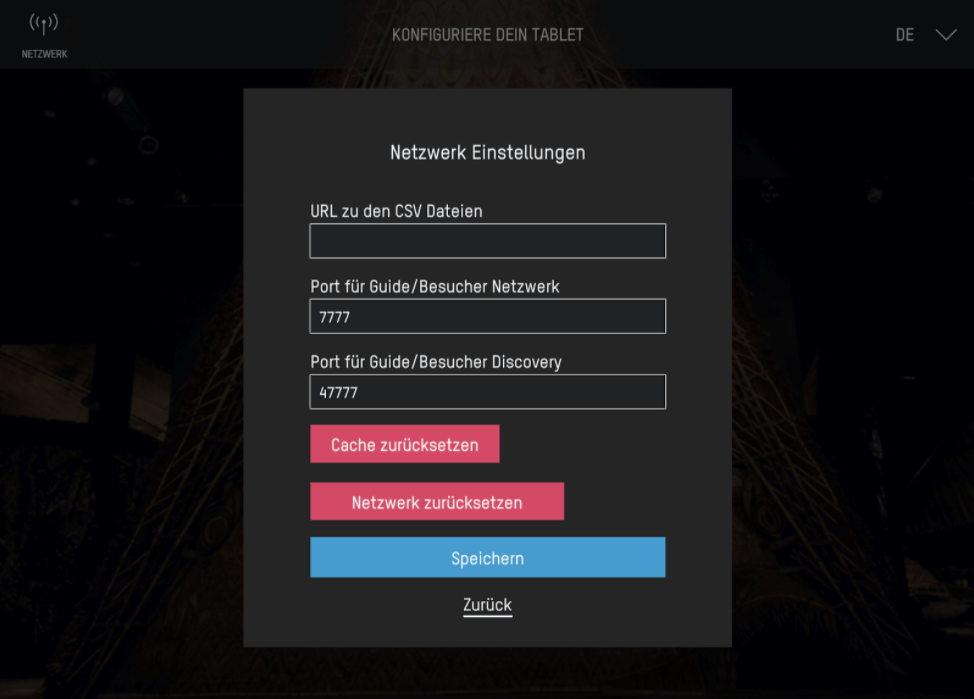 NETZWERK
KONFIGURIERE DEIN TABLET
DE
Netzwerk Einstellungen
URL zu den CSV Dateien
Port für Guide/Besucher Netzwerk
7777
Port für Guide/Besucher Discovery
47777
Cache zurücksetzen
Netzwerk zurücksetzen
Speichern
Zurück